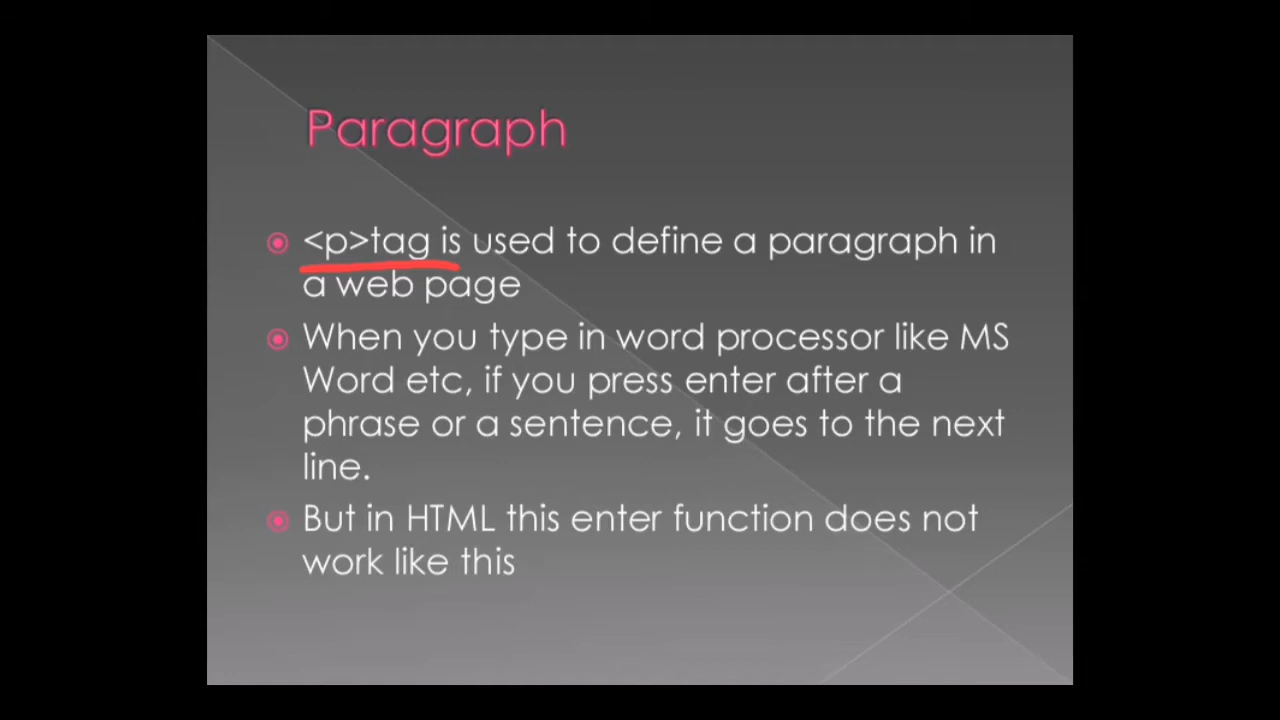 Paragraph
<p>tag is used to define a paragraph in
a web page
When you type in word processor like MS
Word etc, if you press enter after a
phrase or a sentence, it goes to the next
line.
But in HTML this enter function does not
work like this